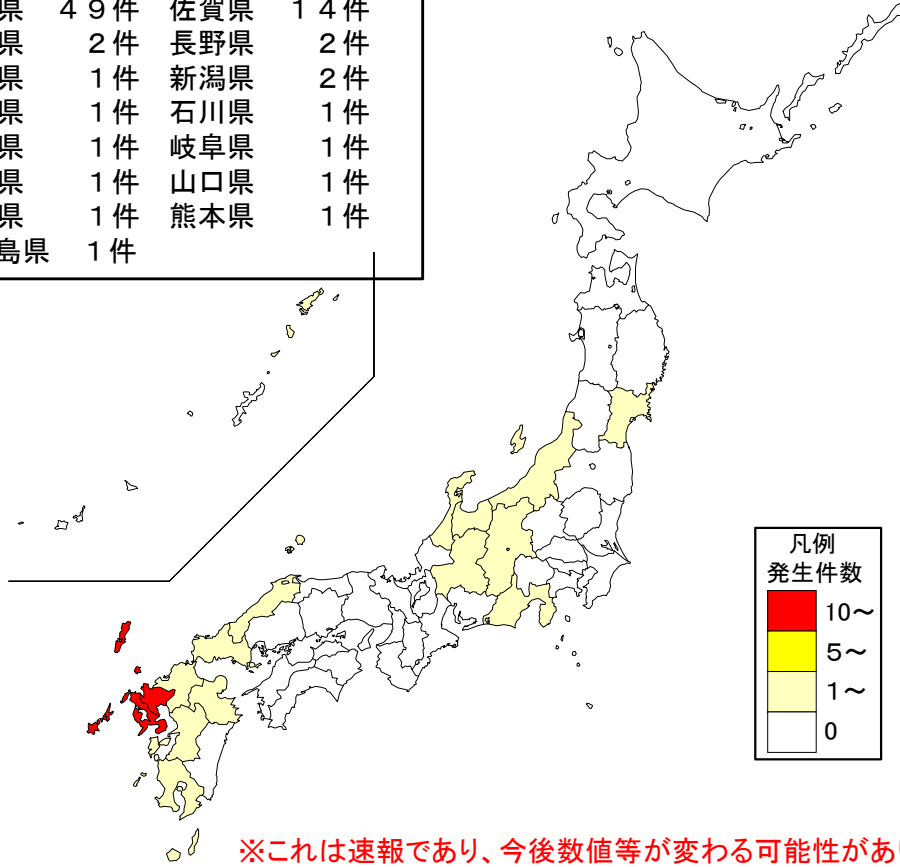 県 ４９件 佐賀県 １４件
県 ２件 長野県 ２件
県 １件 新潟県 ２件
県 １件 石川県 １件
県 １件 岐阜県 １件
県 １件 山口県 １件
県 １件 熊本県 １件
島県 １件
凡例
発生件数
10～
5～
1～
0
※これは速報であり、今後数値等が変わる可能性があ